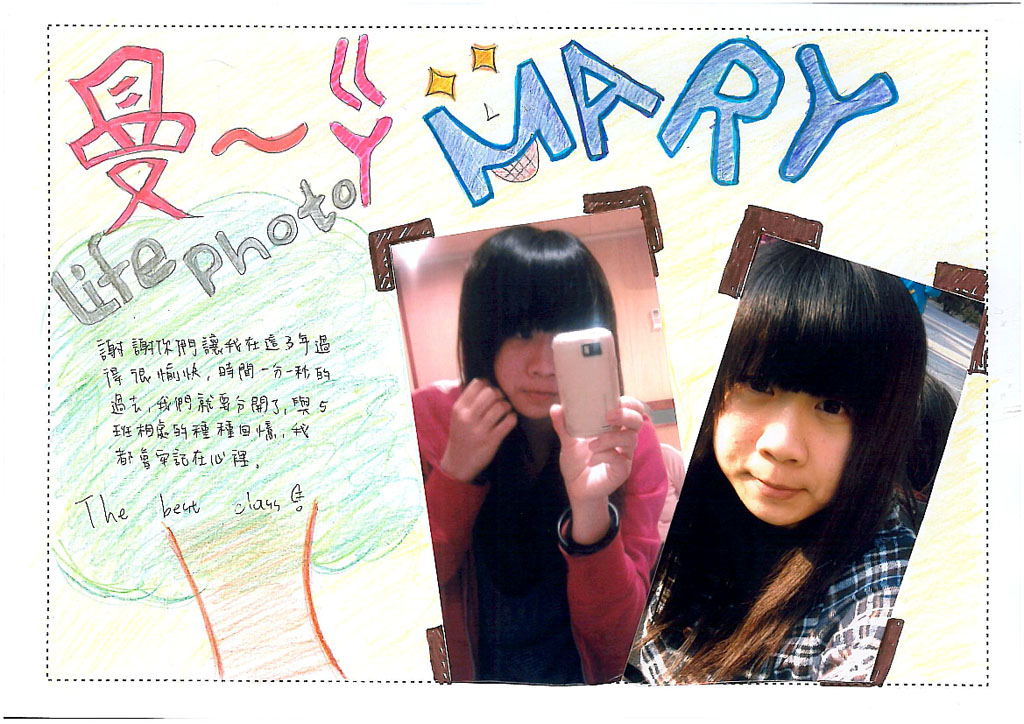 曼~ㄍㄚ MARY
Life photo
謝謝你們讓我在這3年過
得很愉快,時間一分一秒的
過去,我們就要分開了,與5
班相處的種種回憶,我
都會牢記在心裡。
The best class!